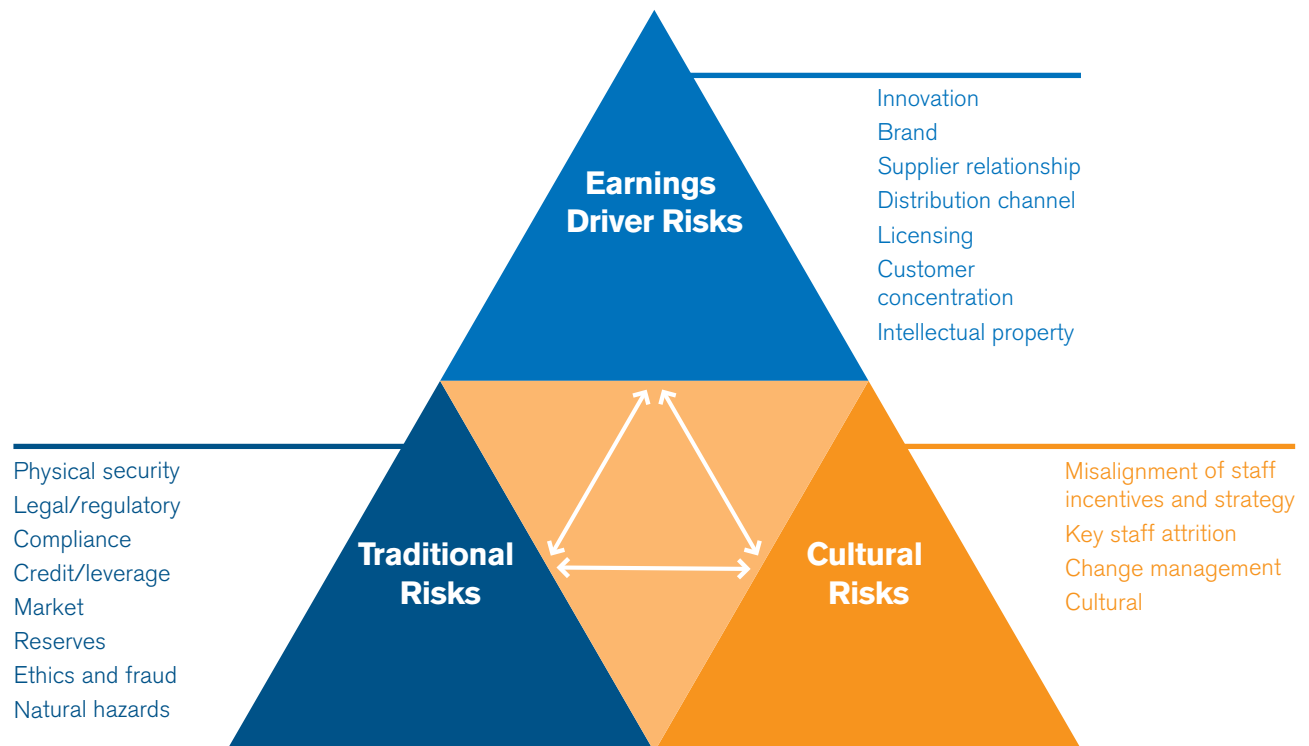 Earnings
Driver Risks
Innovation
Brand
Supplier relationship
Distribution channel
Licensing
Customer
concentration
Intellectual property
Traditional
Risks
Physical security
Legal/regulatory
Compliance
Credit/leverage
Market
Reserves
Ethics and fraud
Natural hazards
Cultural
Risks
Misalignment of staff
incentives and strategy
Key staff attrition
Change management
Cultural